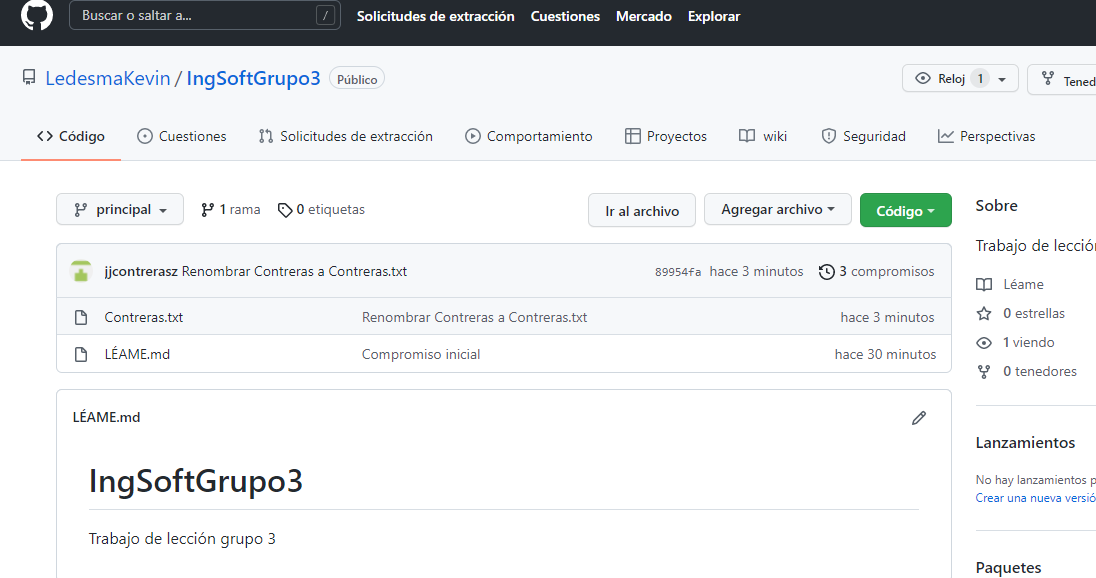 Buscar o saltar a... / Solicitudes de extracción Cuestiones Mercado Explorar
LedesmaKevin / IngSoftGrupo3 Público Reloj 1 Tened
Código Cuestiones Solicitudes de extracción Comportamiento Proyectos wiki Seguridad Perspectivas
principal 1 rama 0 etiquetas Ir al archivo Agregar archivo Código
jjcontrerasz Renombrar Contreras a Contreras.txt 89954fa hace 3 minutos 3 compromisos
Contreras.txt Renombrar Contreras a Contreras.txt hace 3 minutos
LÉAME.md Compromiso inicial hace 30 minutos
LÉAME.md
IngSoftGrupo3
Trabajo de lección grupo 3
Sobre
Trabajo de lección
Léame
0 estrellas
1 viendo
0 tenedores
Lanzamientos
No hay lanzamientos p
Crear una nueva versió
Paquetes